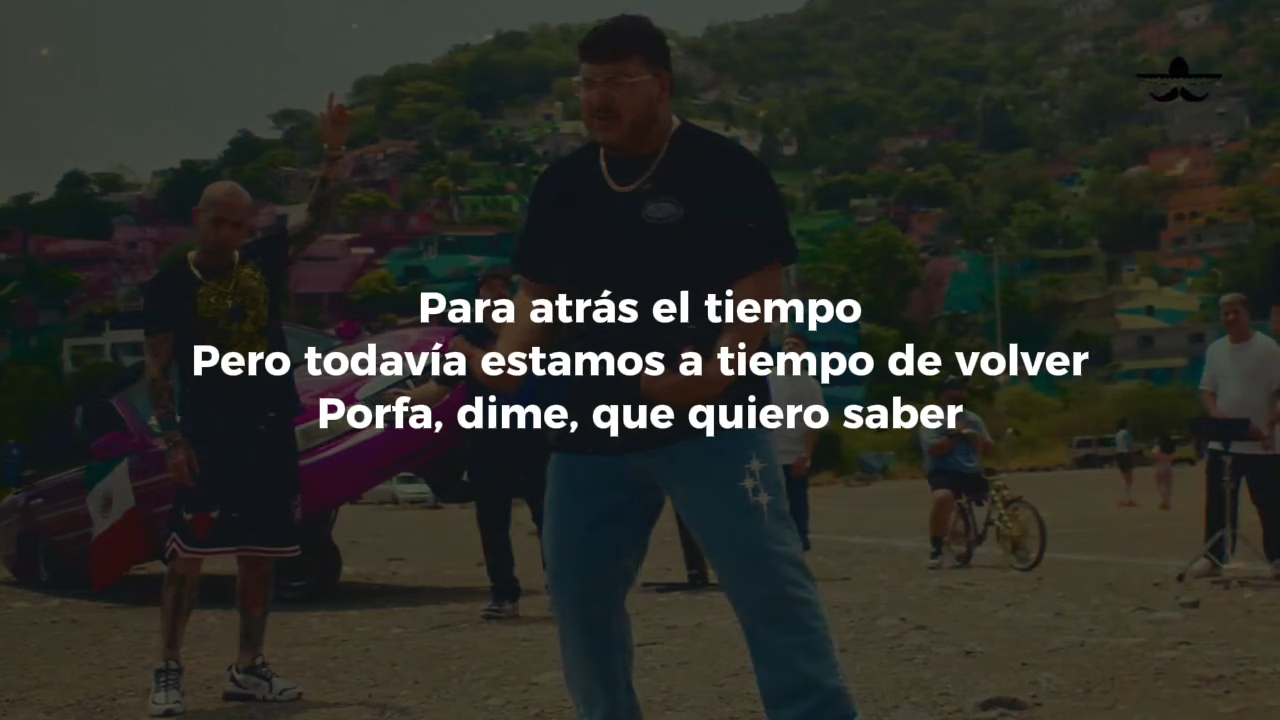 Para atrás el tiempo
Pero todavía estamos a tiempo de volver
Porfa, dime, que quiero saber